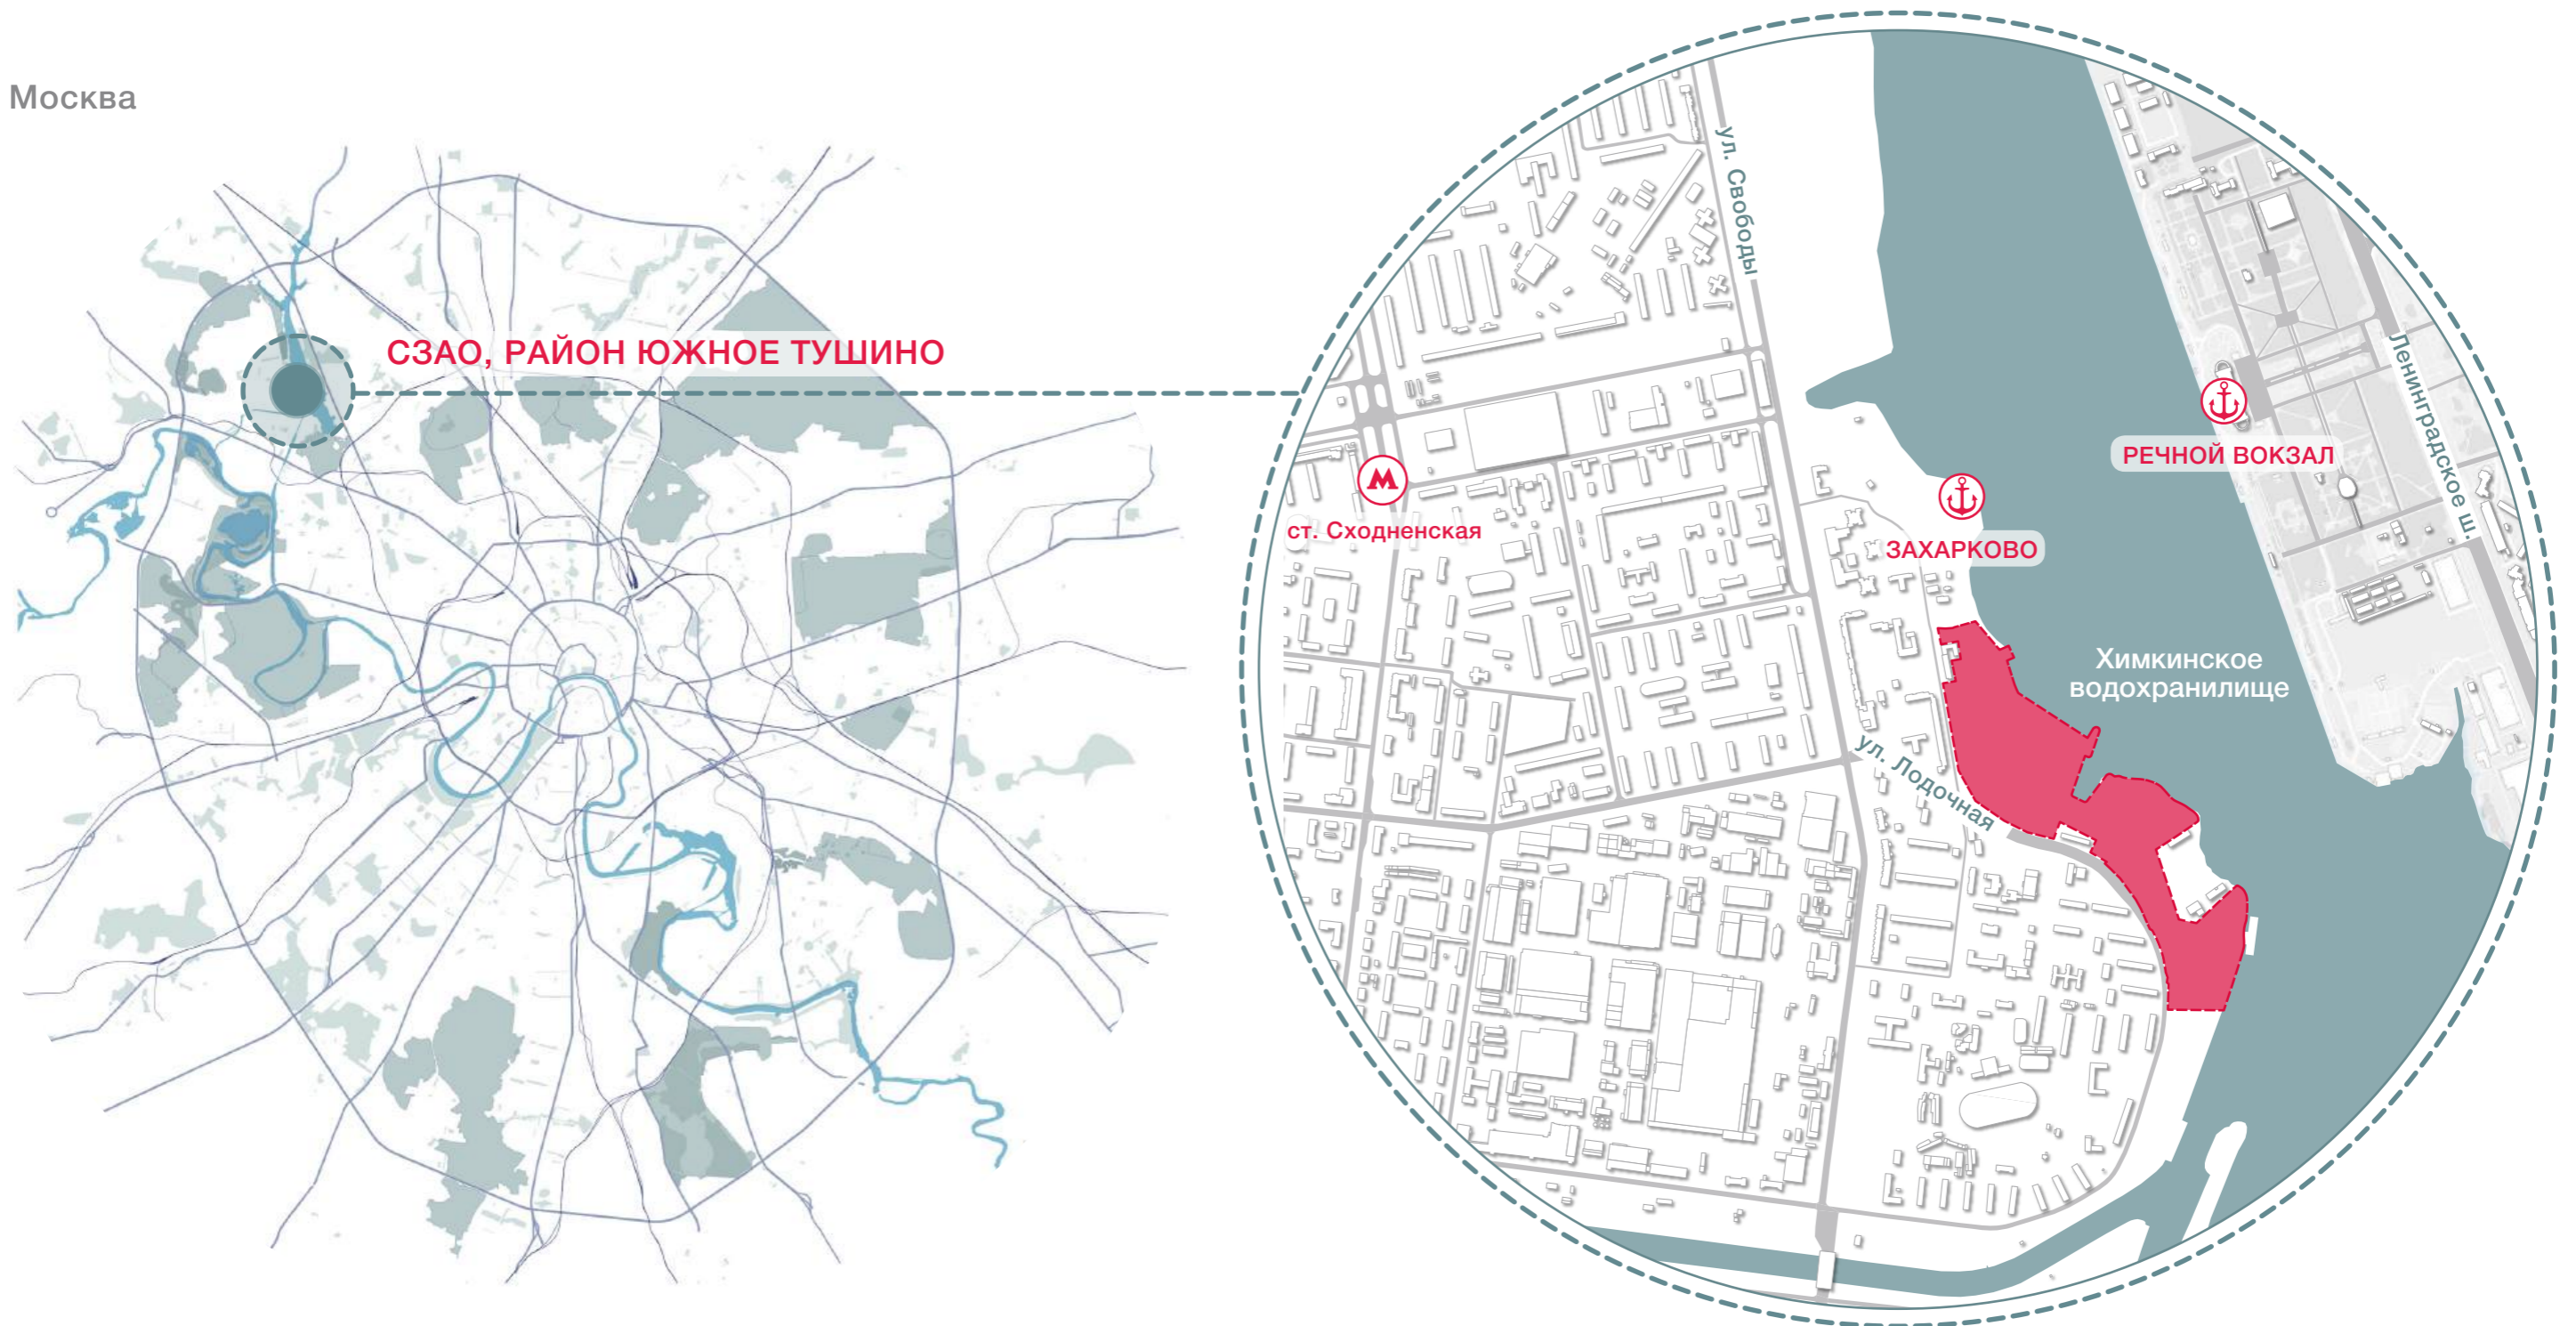 Москва
СЗАО, РАЙОН ЮЖНОЕ ТУШИНО
ул. Свободы
Ленинградское ш.
РЕЧНОЙ ВОКЗАЛ
М
ст. Сходненская
ЗАХАРКОВО
Химкинское
водохранилище
ул. Лодочная